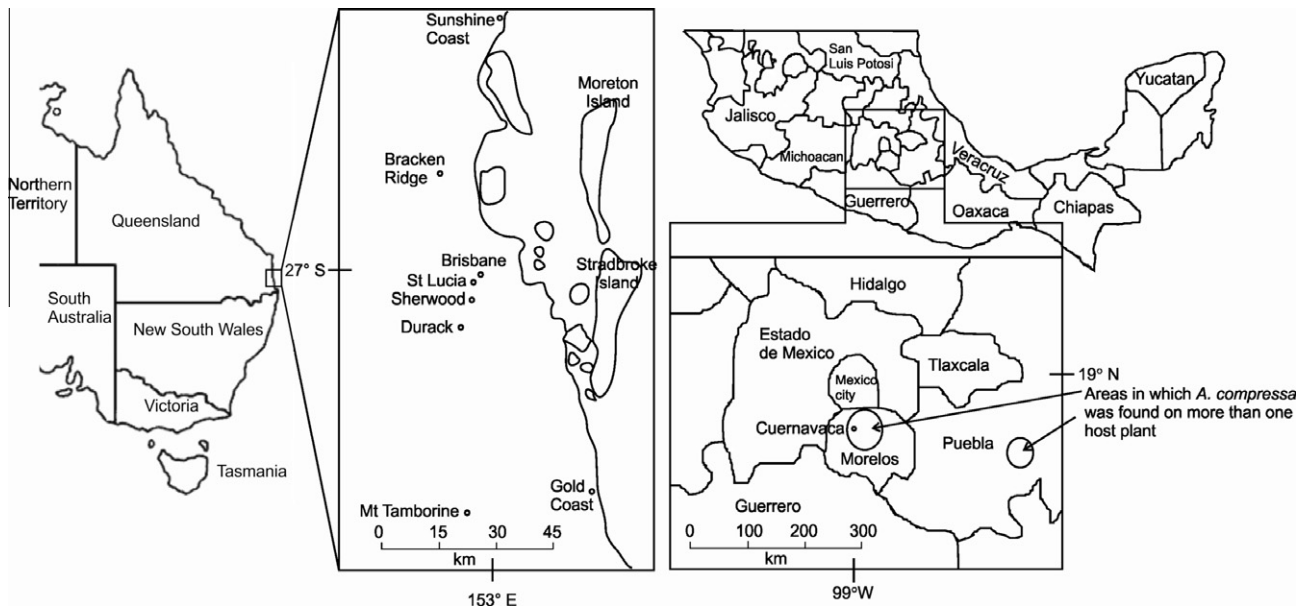 Northern
Territory
Queensland
South
Australia
New South Wales
Victoria
Tasmania
27° S
Sunshine
Coast
Moreton
Island
Bracken
Ridge
Brisbane
St Lucia
Sherwood
Durack
Stradbroke
island
Gold
Coast
Mt Tamborine
0 15 30 45
km
153° E
San
Luis Potosi
Yucatan
Jalisco
Michoacan
Veracruz
Guerrero
Oaxaca
Chiapas
Hidalgo
Estado
de Mexico
Tlaxcala
Mexico
city
19° N
Areas in which A. compressa
was found on more than one
host plant
Cuernavaca
Morelos
Puebla
Guerrero
0 100 200 300
km
99°W